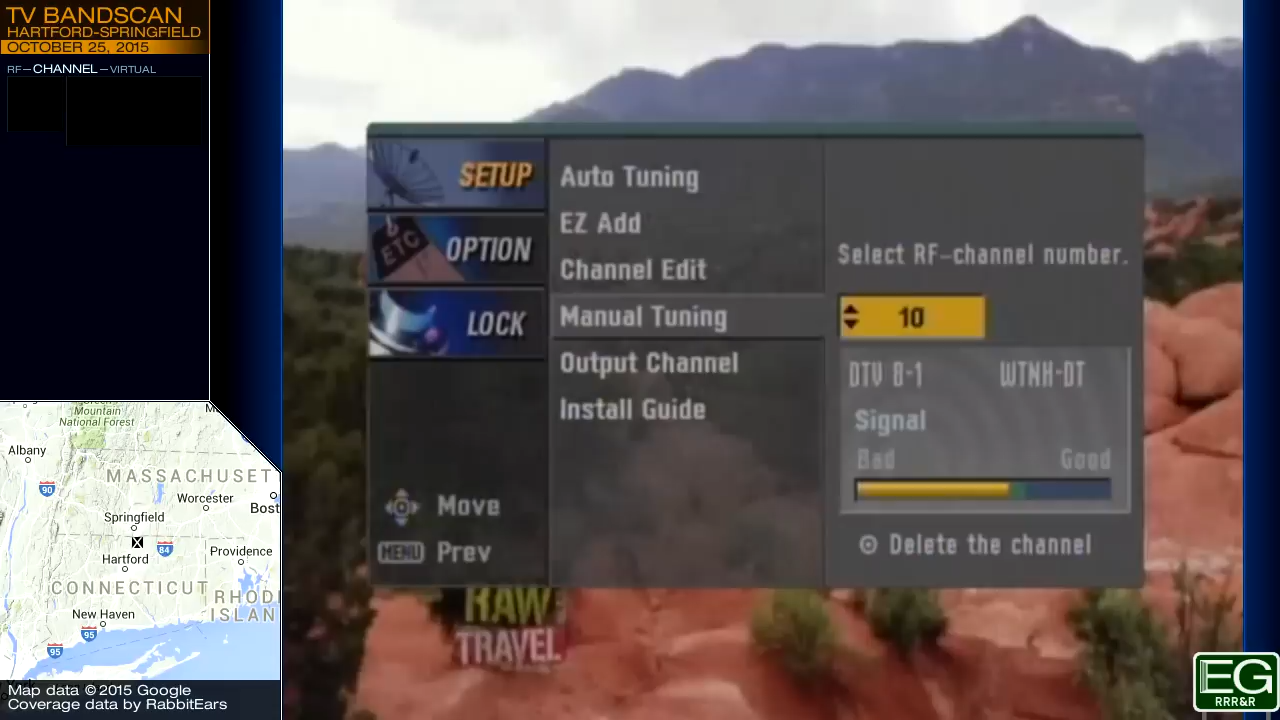 TV BANDSCAN
HARTFORD-SPRINGFIELD
OCTOBER 25, 2015
RF—CHANNEL—VIRTUAL
SETUP
OPTION
ETC
LOCK
Move
MENU Prev
Auto Tuning
EZ Add
Channel Edit
Manual Tuning
Output Channel
Install Guide
Select RF-channel number.
10
DTV 8-1 WTNH-DT
Signal
Bad Good
Delete the channel
RAW
TRAVEL
Green
Mountain
National Forest
Albany
MASSACHUSET
90
Worcester
Bost
Springfield
84
Hartford
Providence
CONNECTICUT
RHOD
ISLAN
New Haven
95
95
Map data ©2015 Google
Coverage data by RabbitEars
EG
RRR&R